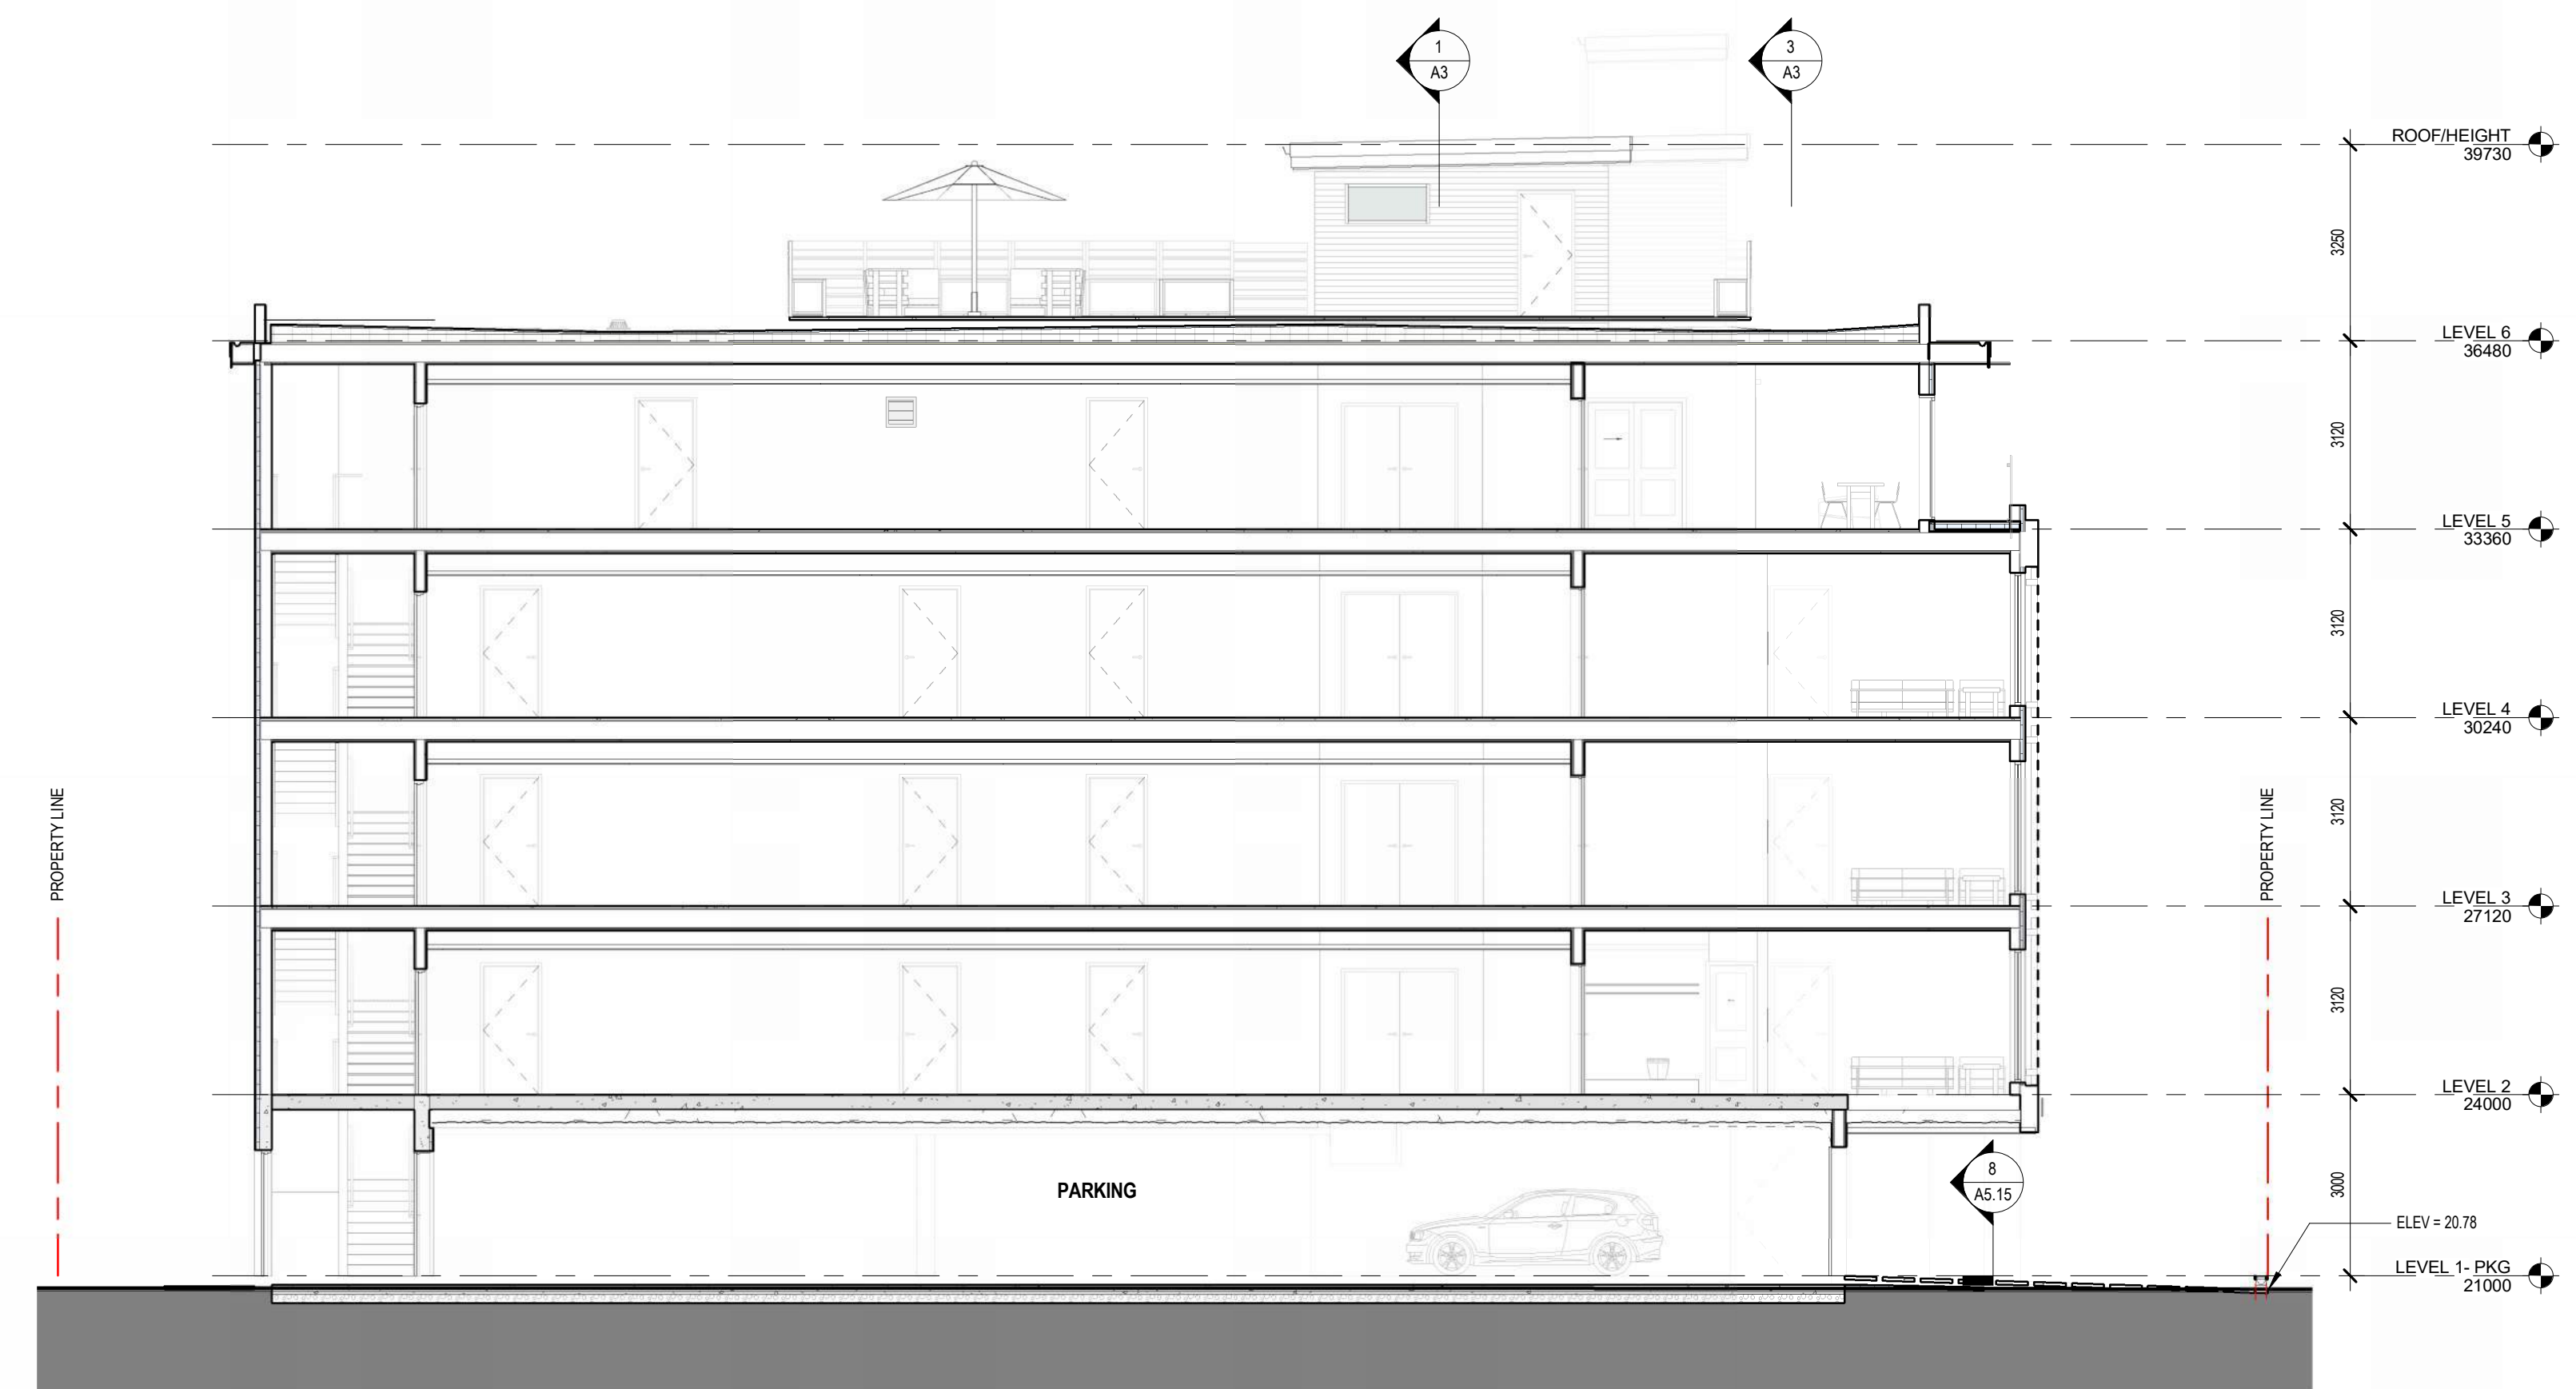 1
A3
3
A3
ROOF/HEIGHT
39730
3250
LEVEL 6
36480
3120
LEVEL 5
33360
3120
LEVEL 4
30240
3120
PROPERTY LINE
PROPERTY LINE
LEVEL 3
27120
3120
LEVEL 2
24000
8
A5.15
PARKING
3000
ELEV = 20.78
LEVEL 1- PKG
21000